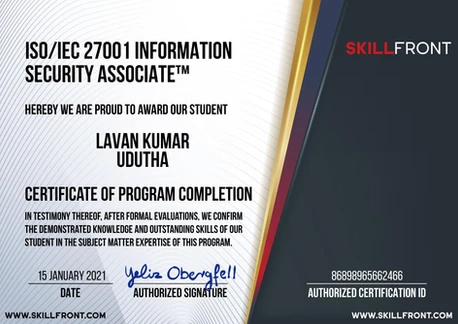 ISO/IEC 27001 INFORMATION
SECURITY ASSOCIATE™
SKILLFRONT
HEREBY WE ARE PROUD TO AWARD OUR STUDENT
LAVAN KUMAR
UDUTHA
CERTIFICATE OF PROGRAM COMPLETION
IN TESTIMONY THEREOF, AFTER FORMAL EVALUATIONS, WE CONFIRM
THE DEMONSTRATED KNOWLEDGE AND OUTSTANDING SKILLS OF OUR
STUDENT IN THE SUBJECT MATTER EXPERTISE OF THIS PROGRAM.
15 JANUARY 2021
DATE
Yeliz Obergfell
AUTHORIZED SIGNATURE
86898965662466
AUTHORIZED CERTIFICATION ID
WWW.SKILLFRONT.COM
WWW.SKILLFRONT.COM